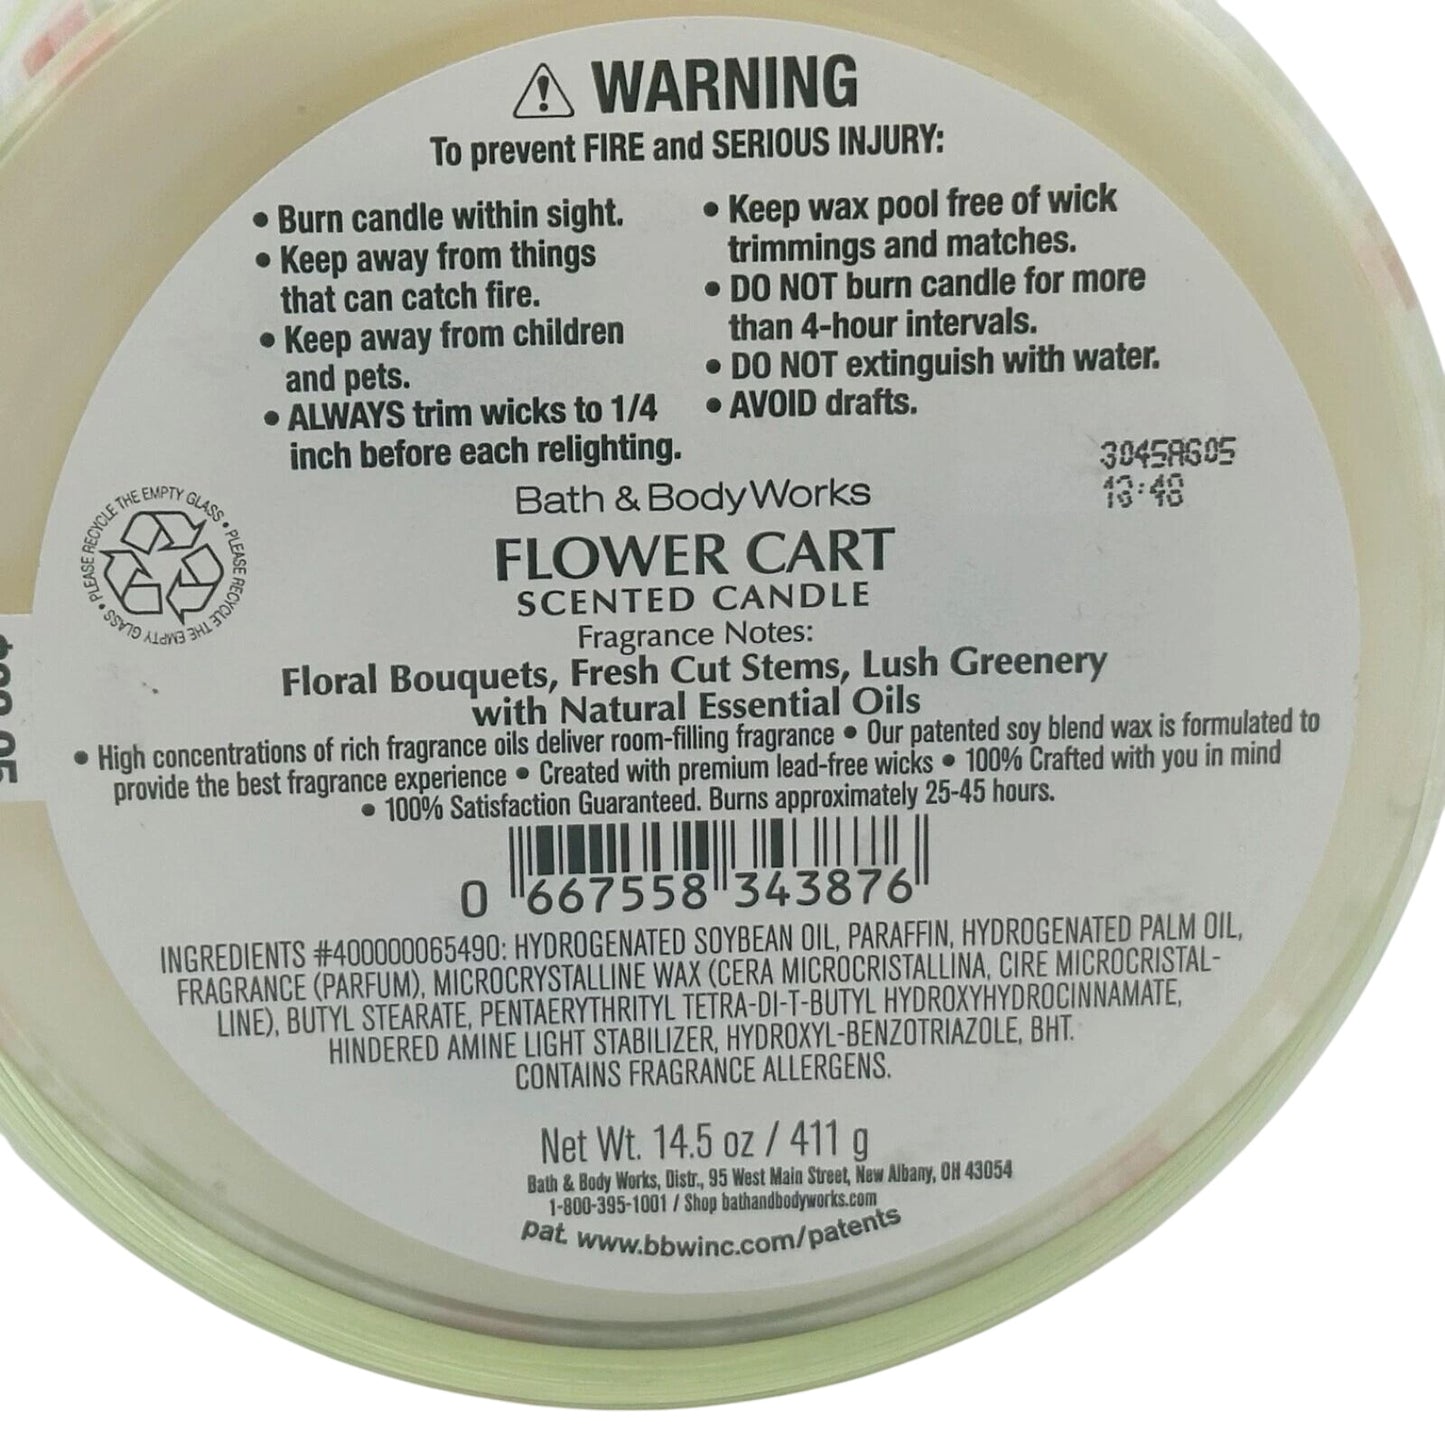 WARNING
To prevent FIRE and SERIOUS INJURY:
• Burn candle within sight.
• Keep away from things
that can catch fire.
• Keep away from children
and pets.
• ALWAYS trim wicks to 1/4
inch before each relighting.
• Keep wax pool free of wick
trimmings and matches.
• DO NOT burn candle for more
than 4-hour intervals.
• DO NOT extinguish with water.
• AVOID drafts.
3045AG05
PLEASE RECYCLE THE EMPTY GLASS • PLEASE RECYCLE THE EMPTY GLASS •
Bath & Body Works
FLOWER CART
SCENTED CANDLE
Fragrance Notes:
Floral Bouquets, Fresh Cut Stems, Lush Greenery
with Natural Essential Oils
• High concentrations of rich fragrance oils deliver room-filling fragrance • Our patented soy blend wax is formulated to
provide the best fragrance experience • Created with premium lead-free wicks • 100% Crafted with you in mind
• 100% Satisfaction Guaranteed. Burns approximately 25-45 hours.
0 667558 343876
INGREDIENTS #400000065490: HYDROGENATED SOYBEAN OIL, PARAFFIN, HYDROGENATED PALM OIL,
FRAGRANCE (PARFUM), MICROCRYSTALLINE WAX (CERA MICROCRISTALLINA, CIRE MICROCRISTAL-
LINE), BUTYL STEARATE, PENTAERYTHRITYL TETRA-DI-T-BUTYL HYDROXYHYDROCINNAMATE,
HINDERED AMINE LIGHT STABILIZER, HYDROXYL-BENZOTRIAZOLE, BHT.
CONTAINS FRAGRANCE ALLERGENS.
Net Wt. 14.5 oz / 411 g
Bath & Body Works, Distr., 95 West Main Street, New Albany, OH 43054
1-800-395-1001 / Shop bathandbodyworks.com
Pat. www.bbwinc.com/patents